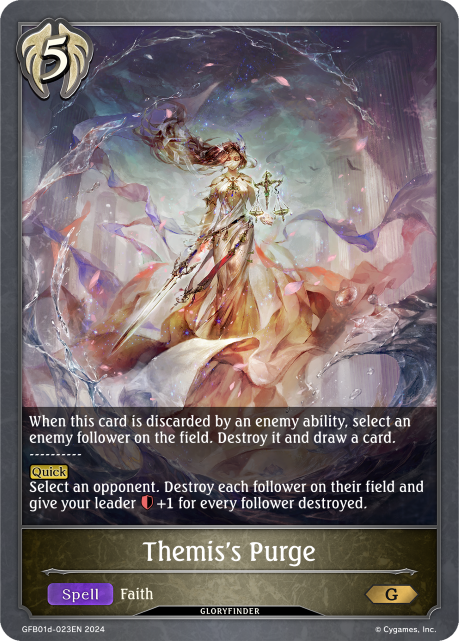 5
When this card is discarded by an enemy ability, select an
enemy follower on the field. Destroy it and draw a card.
----------
Quick
Select an opponent. Destroy each follower on their field and
give your leader +1 for every follower destroyed.
Themis's Purge
Spell Faith G
GLORYFINDER
GFB01d-023EN 2024 © Cygames, Inc.